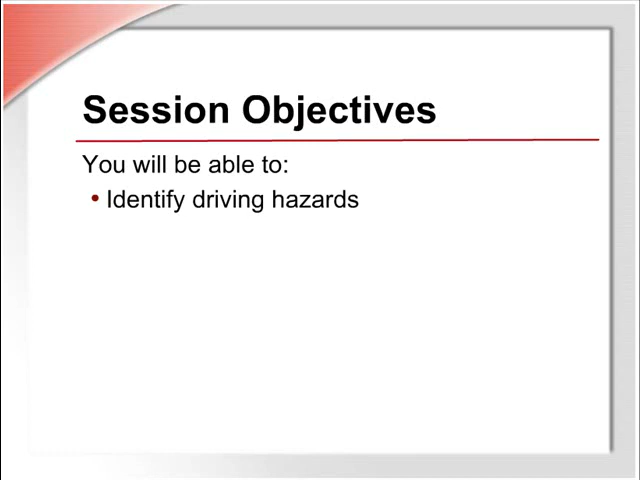 Session Objectives
You will be able to:
• Identify driving hazards